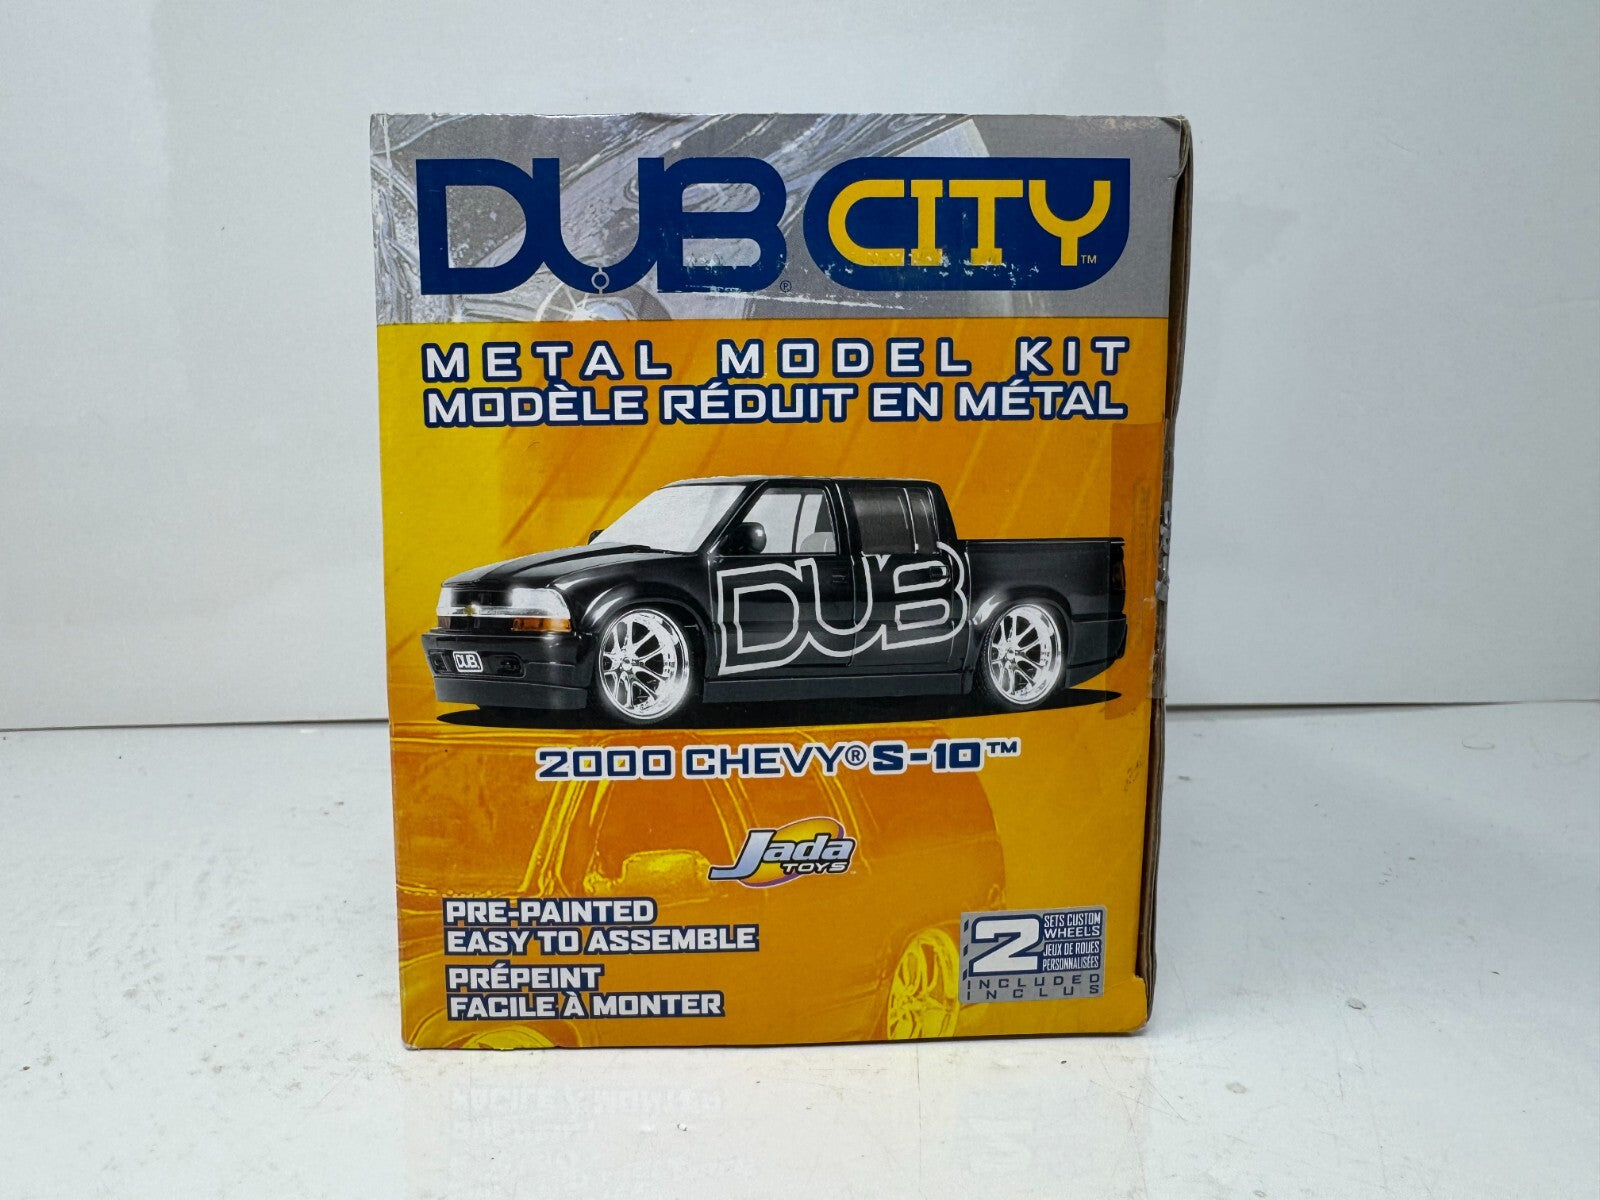 DUB CITY™
METAL MODEL KIT
MODÈLE RÉDUIT EN MÉTAL
DUB
DUB
2000 CHEVY® S-10™
Jada
TOYS
PRE-PAINTED
EASY TO ASSEMBLE
PRÉPEINT
FACILE À MONTER
2 SETS CUSTOM
WHEELS
JEUX DE ROUES
PERSONNALISÉES
INCLUDED
INCLUS